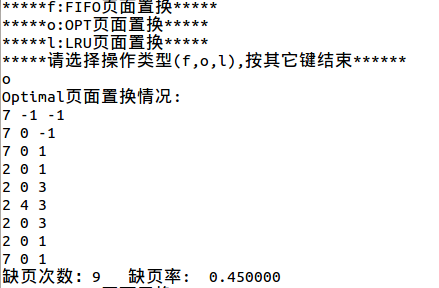 *****f:FIFO页面置换*****
*****o:OPT页面置换*****
*****l:LRU页面置换*****
*****请选择操作类型(f,o,l),按其它键结束******
o
Optimal页面置换情况:
7 -1 -1
7 0 -1
7 0 1
2 0 1
2 0 3
2 4 3
2 0 3
2 0 1
7 0 1
缺页次数: 9 缺页率: 0.450000